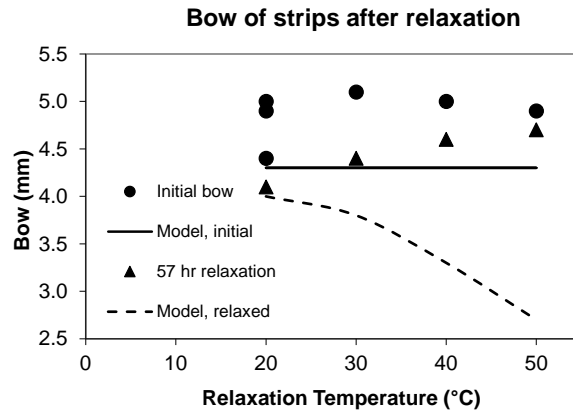 Bow of strips after relaxation
5.5
5.0
4.5
4.0
3.5
3.0
2.5
Bow (mm)
Initial bow
Model, initial
57 hr relaxation
Model, relaxed
0 10 20 30 40 50
Relaxation Temperature (°C)